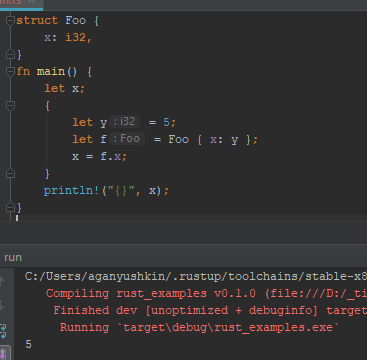 struct Foo {
x: i32,
}
fn main() {
let x;
{
let y: i32 = 5;
let f: Foo = Foo { x: y };
x = f.x;
}
println!("{}", x);
}
run
C:/Users/aganyushkin/.rustup/toolchains/stable-x8
Compiling rust_examples v0.1.0 (file:///D:/_ti
Finished dev [unoptimized + debuginfo] target
Running `target\debug\rust_examples.exe`
5